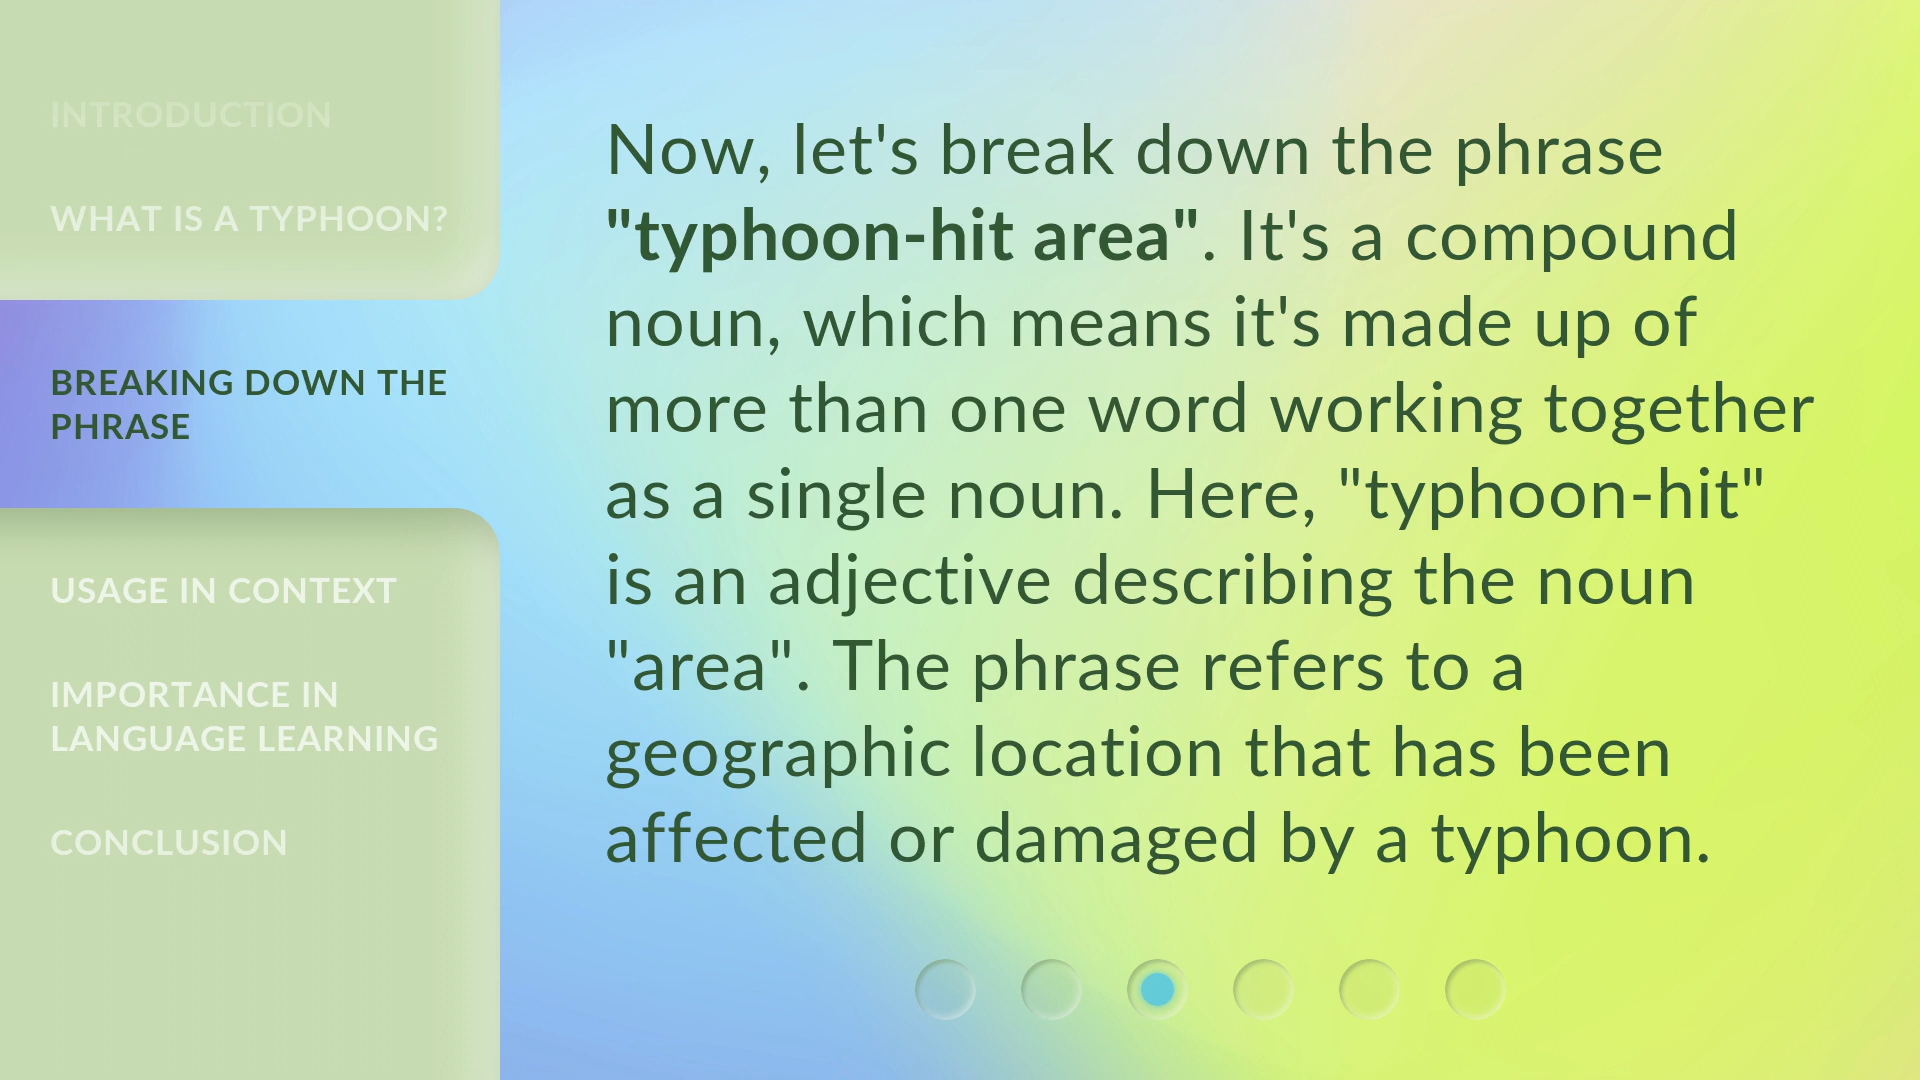 INTRODUCTION
WHAT IS A TYPHOON?
BREAKING DOWN THE
PHRASE
USAGE IN CONTEXT
IMPORTANCE IN
LANGUAGE LEARNING
CONCLUSION
Now, let's break down the phrase
"typhoon-hit area". It's a compound
noun, which means it's made up of
more than one word working together
as a single noun. Here, "typhoon-hit"
is an adjective describing the noun
"area". The phrase refers to a
geographic location that has been
affected or damaged by a typhoon.